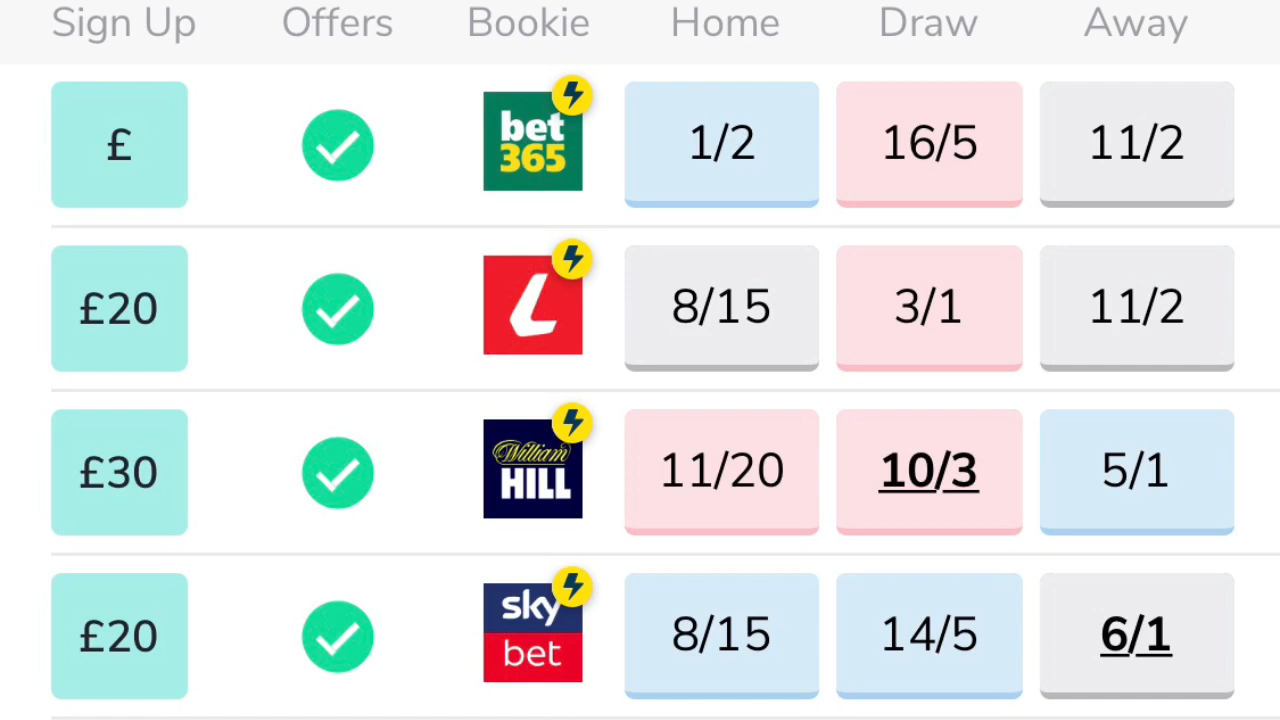 Sign Up Offers Bookie Home Draw Away
£ bet 365 1/2 16/5 11/2
£20 L 8/15 3/1 11/2
£30 William HILL 11/20 10/3 5/1
£20 sky bet 8/15 14/5 6/1